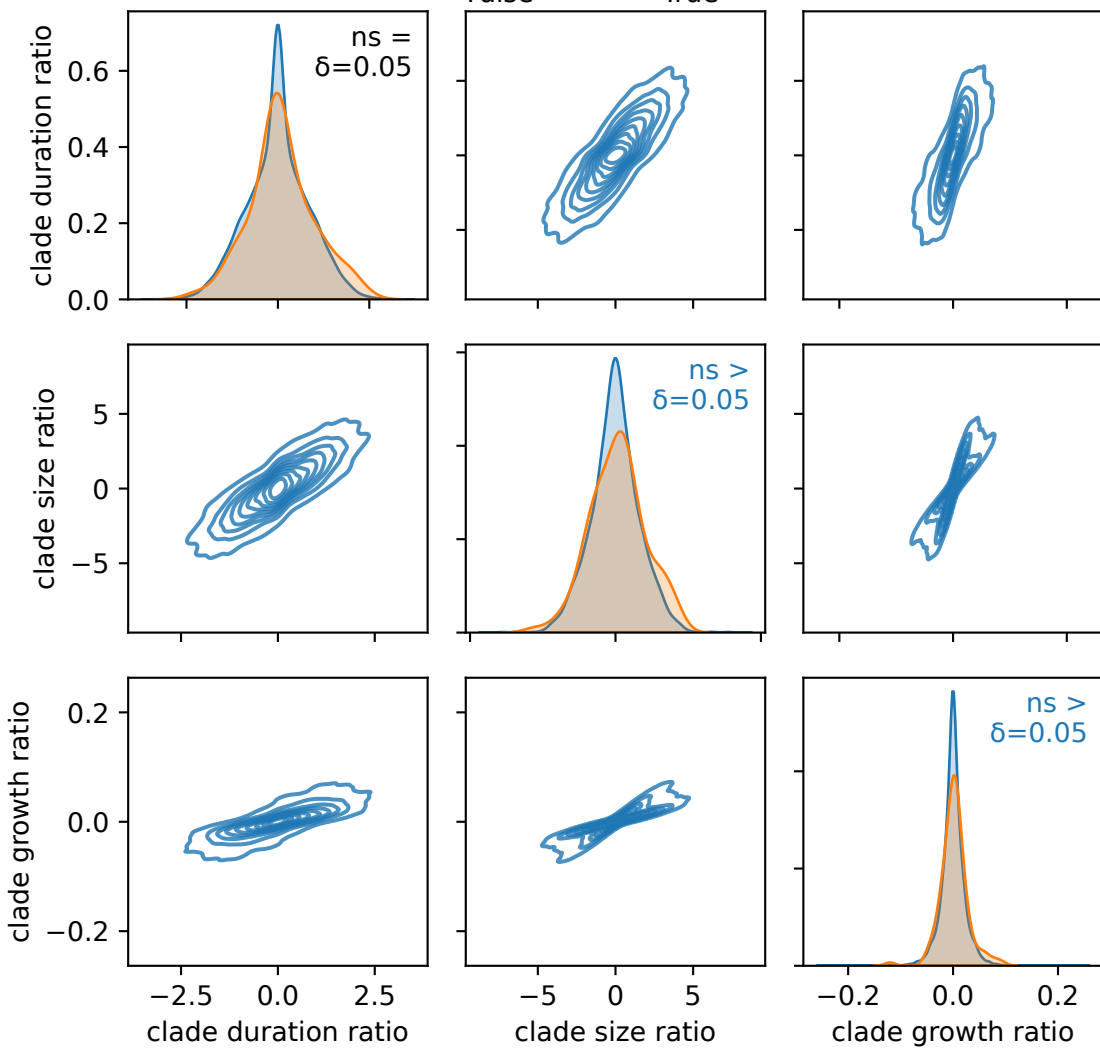 clade duration ratio
0.6
0.4
0.2
0.0
ns =
δ=0.05
clade size ratio
5
0
−5
ns >
δ=0.05
clade growth ratio
0.2
0.0
−0.2
ns >
δ=0.05
−2.5 0.0 2.5
−5 0 5
−0.2 0.0 0.2
clade duration ratio
clade size ratio
clade growth ratio